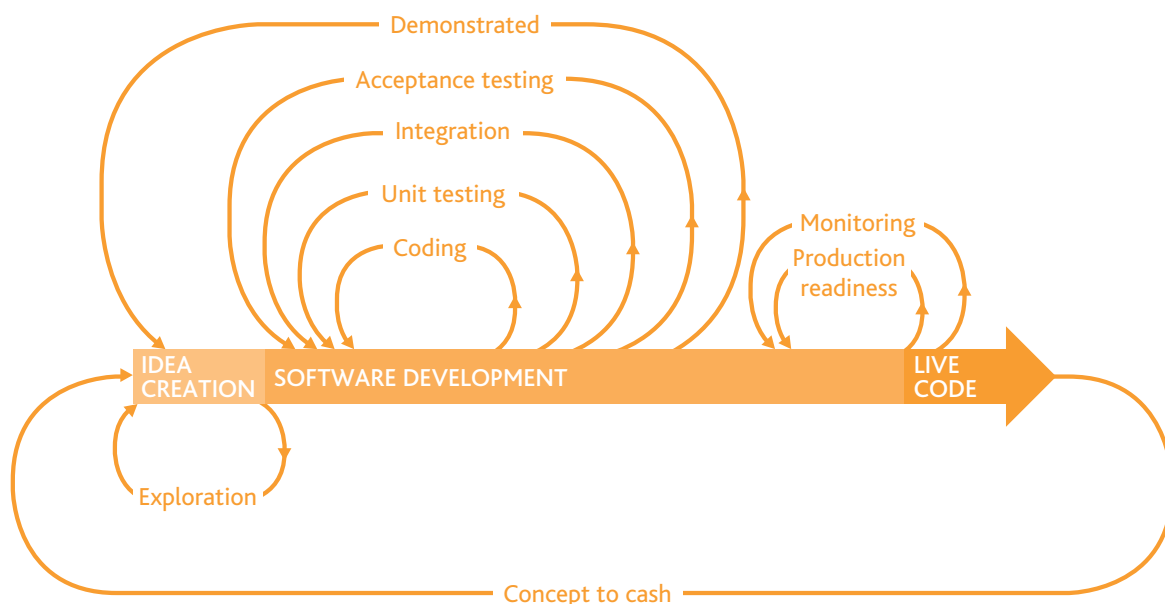 Demonstrated
Acceptance testing
Integration
Unit testing
Coding
Monitoring
Production
readiness
IDEA
CREATION
SOFTWARE DEVELOPMENT
LIVE
CODE
Exploration
Concept to cash